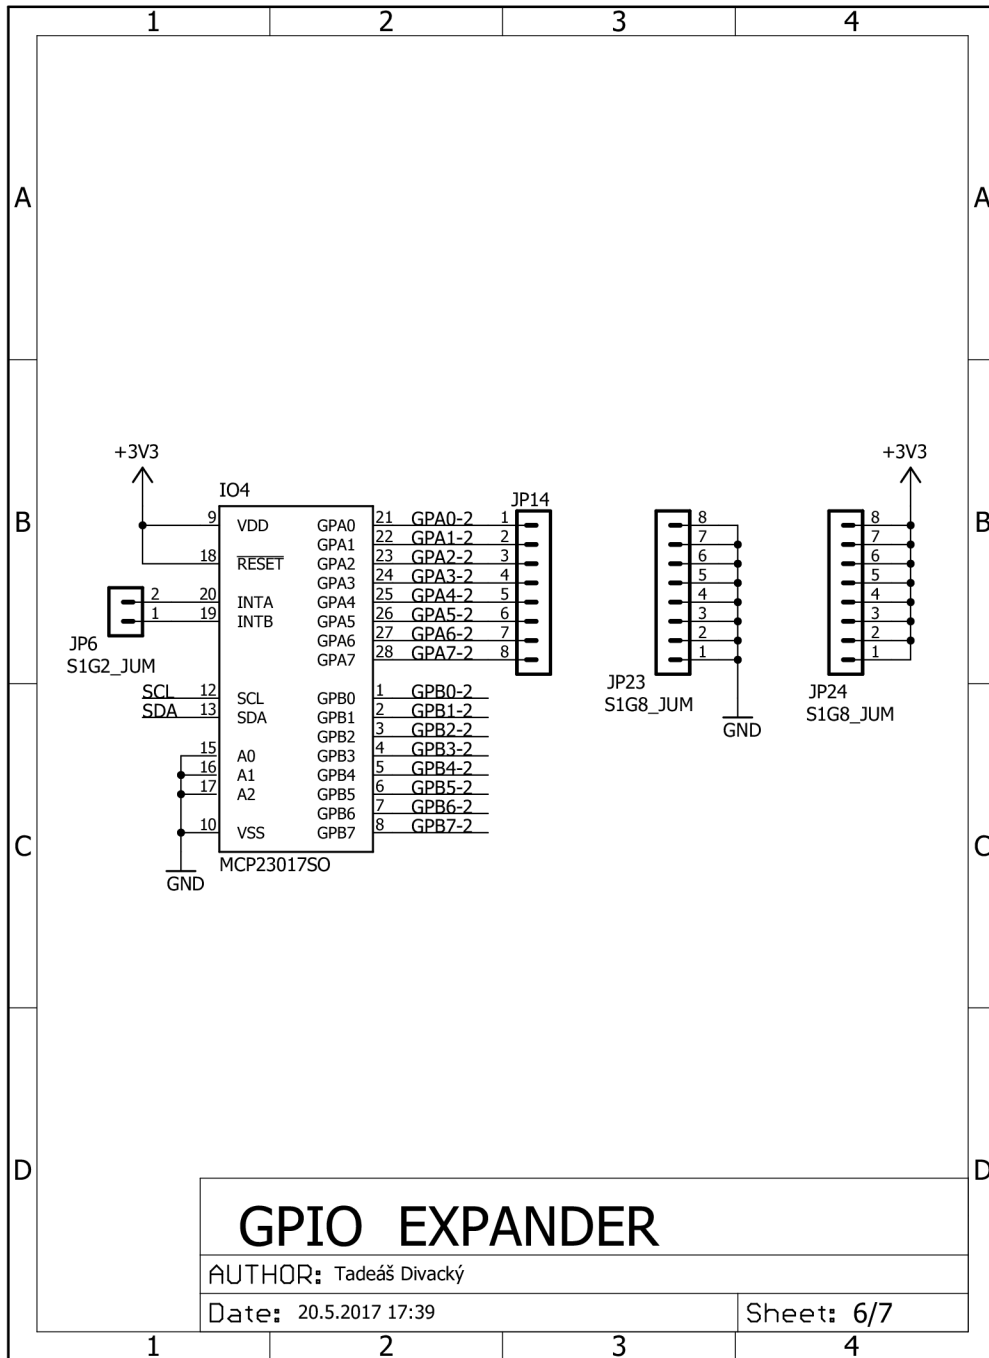 1 2 3 4
A A
+3V3 +3V3
IO4
JP14
B B
9 VDD GPA0 21 GPA0-2 1 8 8
GPA1 22 GPA1-2 2 7 7
18 RESET GPA2 23 GPA2-2 3 6 6
GPA3 24 GPA3-2 4 5 5
2 20 INTA GPA4 25 GPA4-2 5 4 4
1 19 INTB GPA5 26 GPA5-2 6 3 3
GPA6 27 GPA6-2 7 2 2
GPA7 28 GPA7-2 8 1 1
JP6
S1G2_JUM
JP23
S1G8_JUM
JP24
S1G8_JUM
GND
SCL 12 SCL GPB0 1 GPB0-2
SDA 13 SDA GPB1 2 GPB1-2
GPB2 3 GPB2-2
15 A0 GPB3 4 GPB3-2
16 A1 GPB4 5 GPB4-2
17 A2 GPB5 6 GPB5-2
GPB6 7 GPB6-2
10 VSS GPB7 8 GPB7-2
C C
MCP23017SO
GND
D D
GPIO EXPANDER
AUTHOR: Tadeáš Divacký
Date: 20.5.2017 17:39 Sheet: 6/7
1 2 3 4